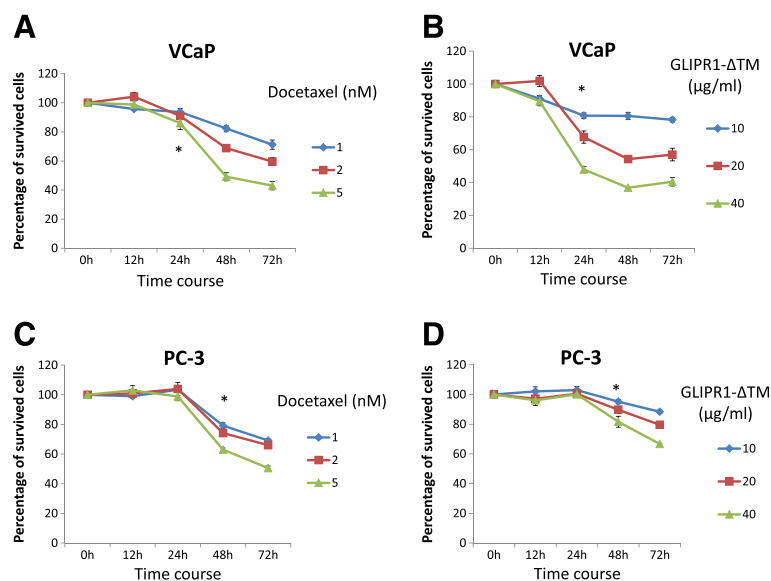 A
VCaP
Percentage of survived cells
120
100
80
60
40
20
0
0h 12h 24h 48h 72h
Time course
*
Docetaxel (nM)
1
2
5
B
VCaP
Percentage of survived cells
120
100
80
60
40
20
0
0h 12h 24h 48h 72h
Time course
*
GLIPR1-ΔTM
(µg/ml)
10
20
40
C
PC-3
Percentage of survived cells
120
100
80
60
40
20
0
0h 12h 24h 48h 72h
Time course
*
Docetaxel (nM)
1
2
5
D
PC-3
Percentage of survived cells
120
100
80
60
40
20
0
0h 12h 24h 48h 72h
Time course
*
GLIPR1-ΔTM
(µg/ml)
10
20
40